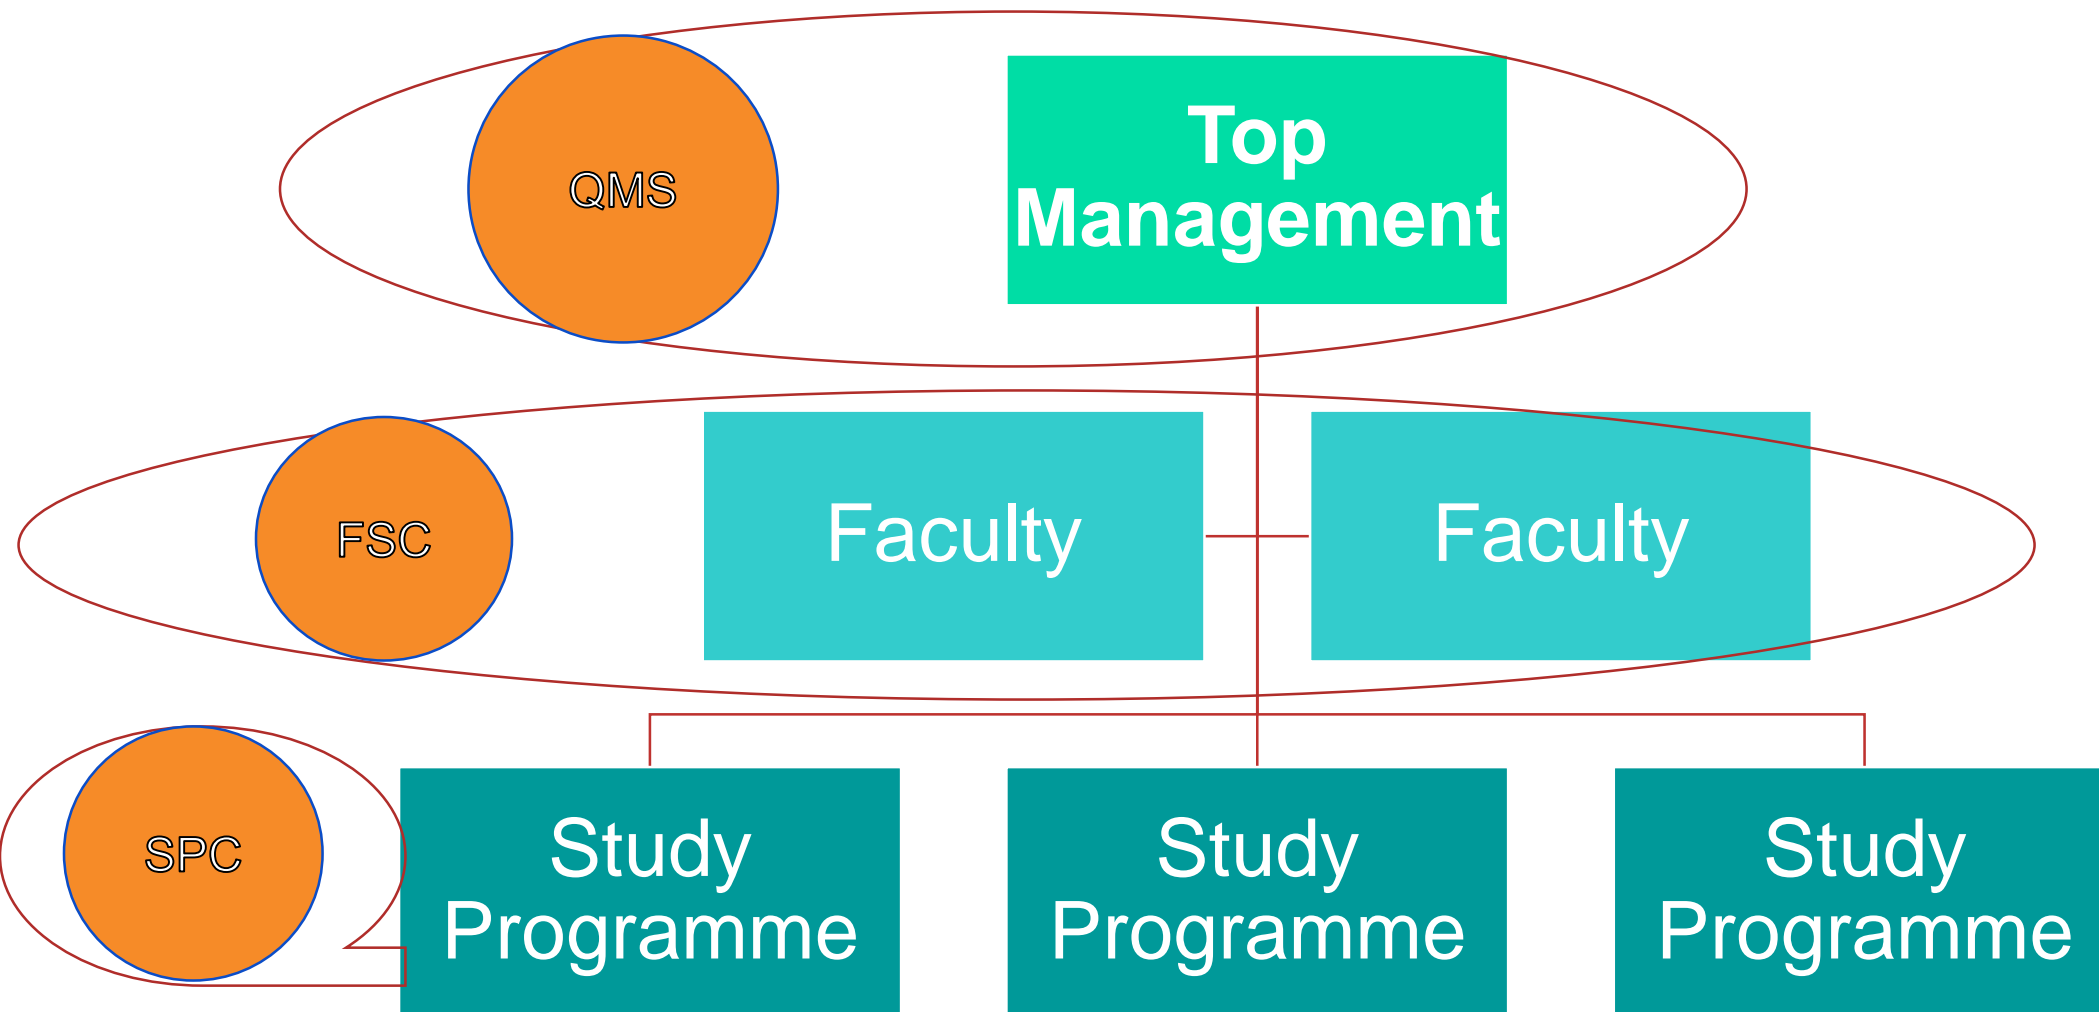 QMS
Top
Management
FSC
Faculty
Faculty
SPC
Study
Programme
Study
Programme
Study
Programme